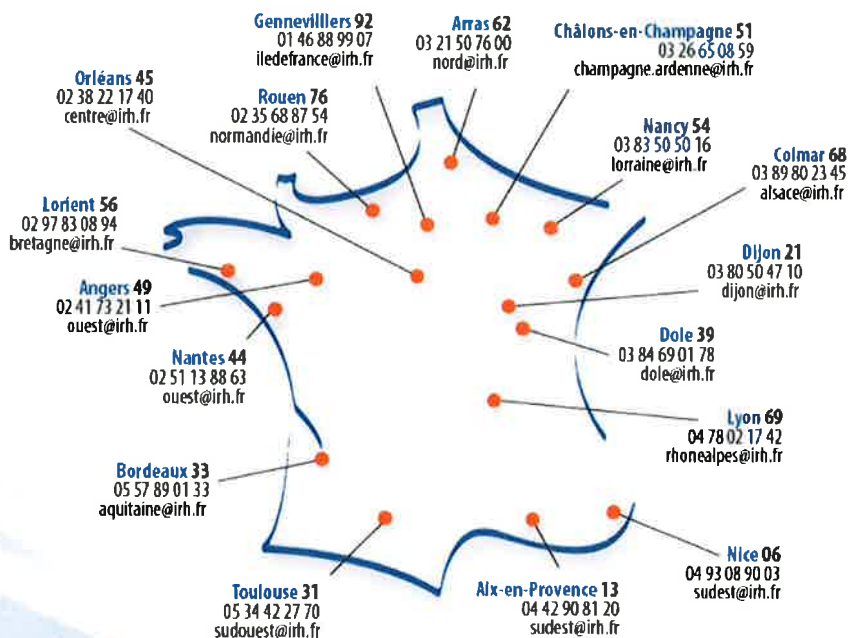 Gennevilllers 92
01 46 88 99 07
iledefrance@irh.fr
Arras 62
03 21 50 76 00
nord@irh.fr
Châlons-en-Champagne 51
03 26 65 08 59
champagne.ardenne@irh.fr
Orléans 45
02 38 22 17 40
centre@irh.fr
Rouen 76
02 35 68 87 54
normandie@irh.fr
Nancy 54
03 83 50 50 16
lorraine@irh.fr
Colmar 68
03 89 80 23 45
alsace@irh.fr
Lorient 56
02 97 83 08 94
bretagne@irh.fr
Dijon 21
03 80 50 47 10
dijon@irh.fr
Angers 49
02 41 73 21 11
ouest@irh.fr
Dole 39
03 84 69 01 78
dole@irh.fr
Nantes 44
02 51 13 88 63
ouest@irh.fr
Lyon 69
04 78 02 17 42
rhonealpes@irh.fr
Bordeaux 33
05 57 89 01 33
aquitaine@irh.fr
Nice 06
04 93 08 90 03
sudest@irh.fr
Toulouse 31
05 34 42 27 70
sudouest@irh.fr
Aix-en-Provence 13
04 42 90 81 20
sudest@irh.fr